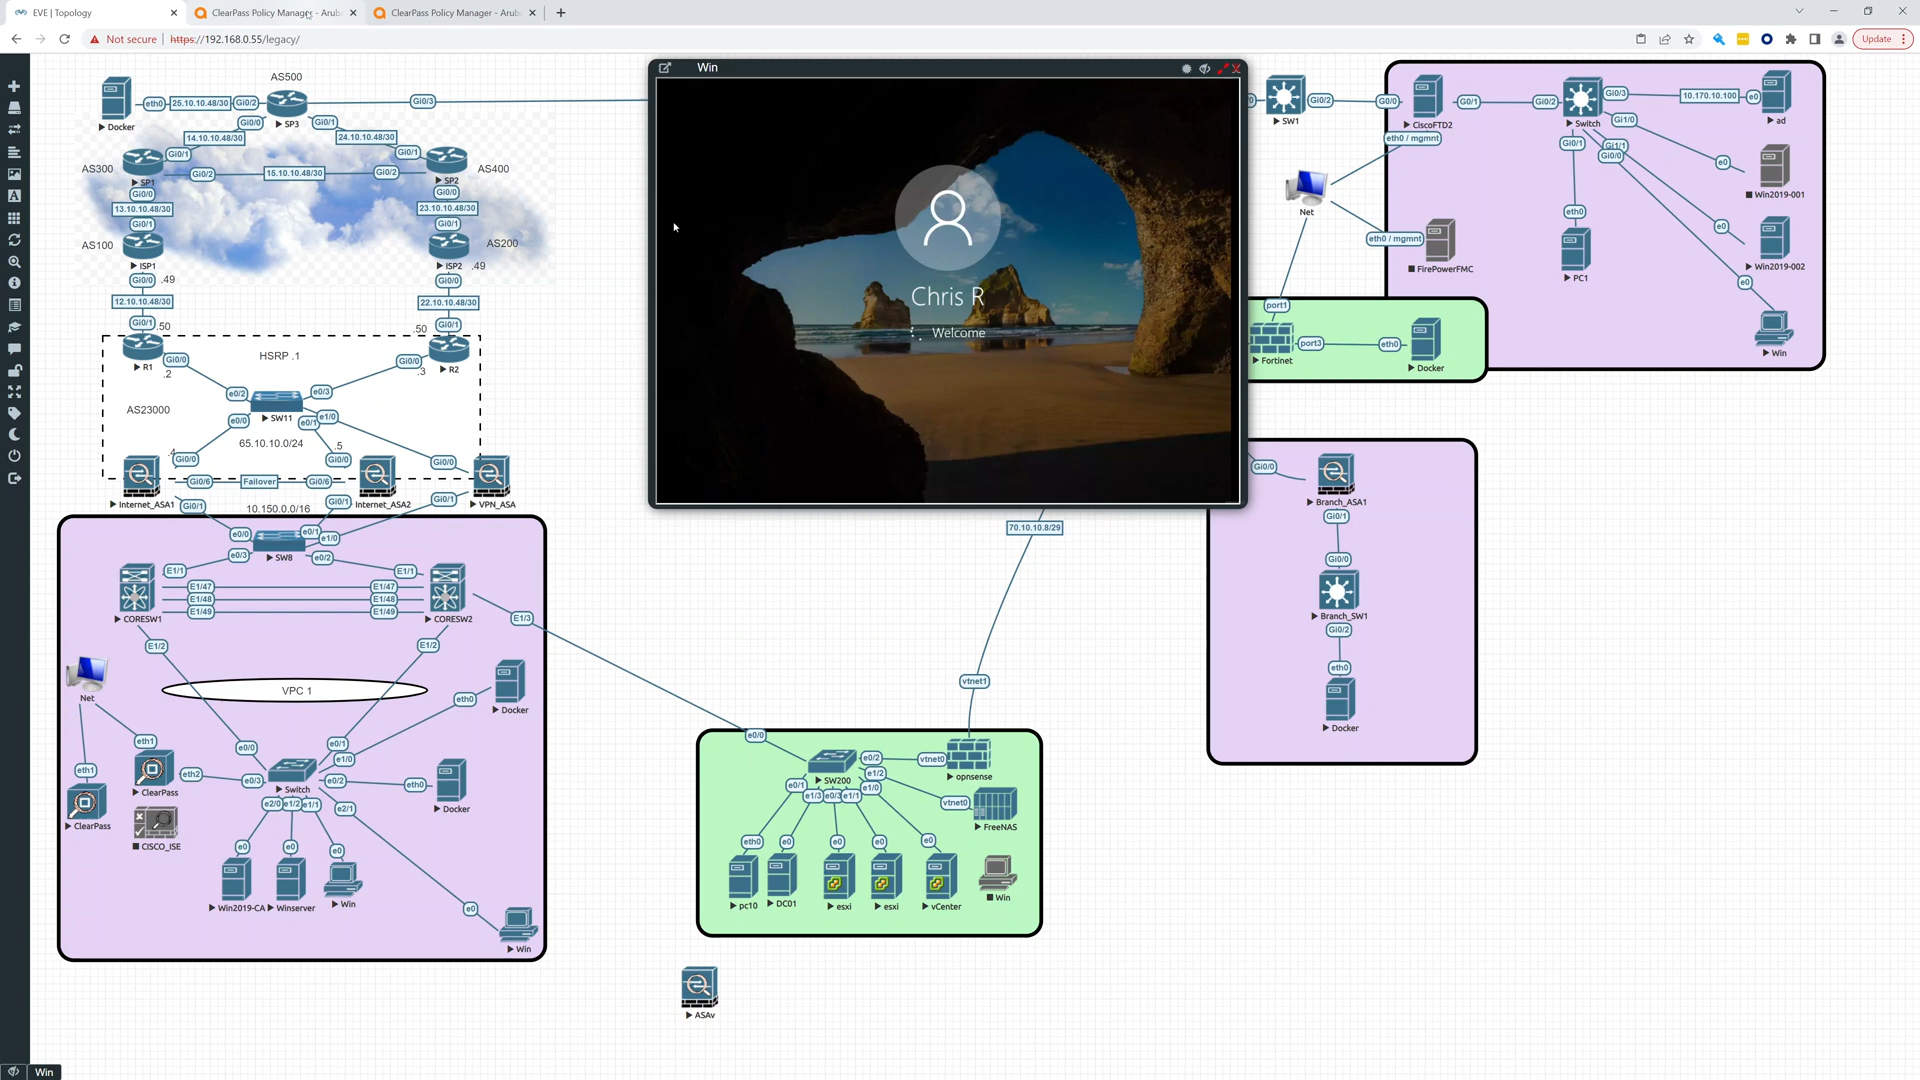 EVE | Topology
ClearPass Policy Manager - Arub
ClearPass Policy Manager - Aruba
Not secure
https://192.168.0.55/legacy/
Update
AS500
Docker
eth0
25.10.10.48/30
Gi0/2
SP3
Gi0/3
Gi0/0
Gi0/1
14.10.10.48/30
24.10.10.48/30
AS300
Gi0/1
SP1
Gi0/2
15.10.10.48/30
Gi0/2
Gi0/1
SP2
AS400
Gi0/0
Gi0/0
13.10.10.48/30
23.10.10.48/30
Gi0/1
Gi0/1
AS100
AS200
ISP1
ISP2
.49
Gi0/0
.49
Gi0/0
12.10.10.48/30
22.10.10.48/30
Gi0/1
.50
.50
Gi0/1
HSRP .1
R1
Gi0/0
.2
Gi0/0
.3
R2
e0/2
e0/3
AS23000
SW11
e0/0
e0/1
e1/0
65.10.10.0/24
.4
Gi0/0
.5
Gi0/0
Gi0/0
Gi0/6
Failover
Gi0/6
Internet_ASA1
Gi0/1
10.150.0.0/16
Gi0/1
Internet_ASA2
Gi0/1
VPN_ASA
e0/0
e0/1
e1/0
SW8
e0/3
e0/2
E1/1
E1/1
E1/47
E1/47
E1/48
E1/48
E1/49
E1/49
CORESW1
CORESW2
E1/3
E1/2
E1/2
VPC 1
Net
eth0
Docker
eth1
e0/0
e0/1
e1/0
eth1
eth2
e0/3
Switch
e0/2
eth0
ClearPass
ClearPass
Docker
e2/0
e1/2
e1/1
e2/1
CISCO_ISE
e0
e0
e0
Win2019-CA
Winserver
Win
e0
Win
Win
Chris R
Welcome
SW1
Gi0/2
G0/0
CiscoFTD2
G0/1
Gi0/2
Switch
Gi0/3
10.170.10.100
e0
ad
eth0 / mgmnt
Gi1/0
Gi0/1
Gi1/1
Gi0/0
e0
Win2019-001
Net
eth0 / mgmnt
FirePowerFMC
eth0
PC1
e0
Win2019-002
e0
Win
port1
Fortinet
port3
eth0
Docker
Gi0/0
Branch_ASA1
Gi0/1
Gi0/0
Branch_SW1
Gi0/2
eth0
Docker
70.10.10.8/29
vtnet1
e0/0
SW200
e0/2
vtnet0
opnsense
e1/2
e0/1
e1/3
e0/3
e1/1
e1/0
vtnet0
FreeNAS
eth0
e0
e0
e0
e0
pc10
DC01
esxi
esxi
vCenter
Win
ASAv
Win